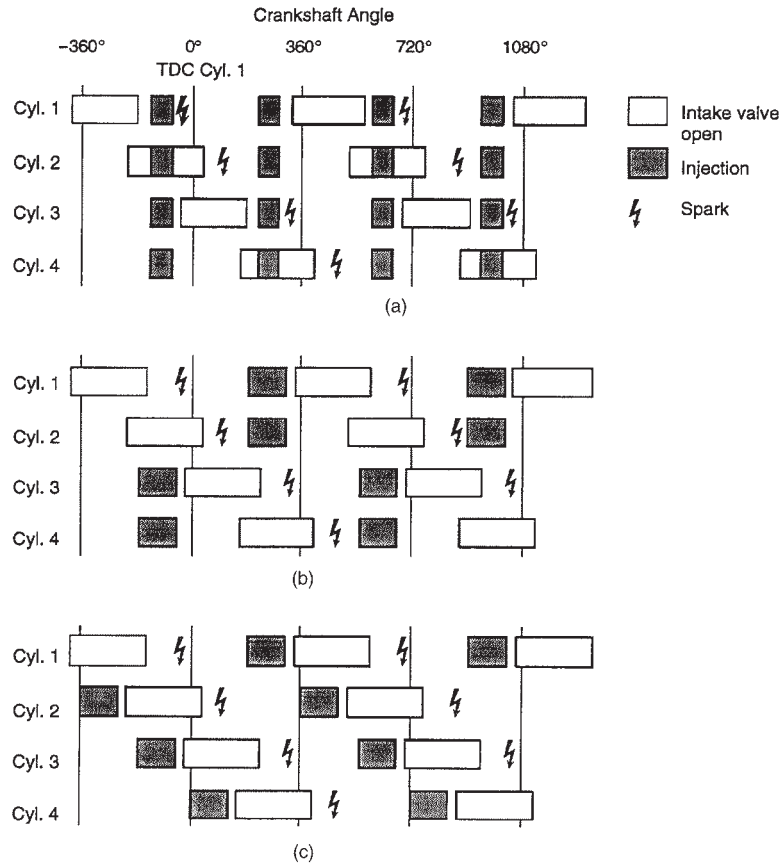 Crankshaft Angle
−360° 0° 360° 720° 1080°
TDC Cyl. 1
Cyl. 1
Cyl. 2
Cyl. 3
Cyl. 4
Intake valve
open
Injection
Spark
(a)
Cyl. 1
Cyl. 2
Cyl. 3
Cyl. 4
(b)
Cyl. 1
Cyl. 2
Cyl. 3
Cyl. 4
(c)